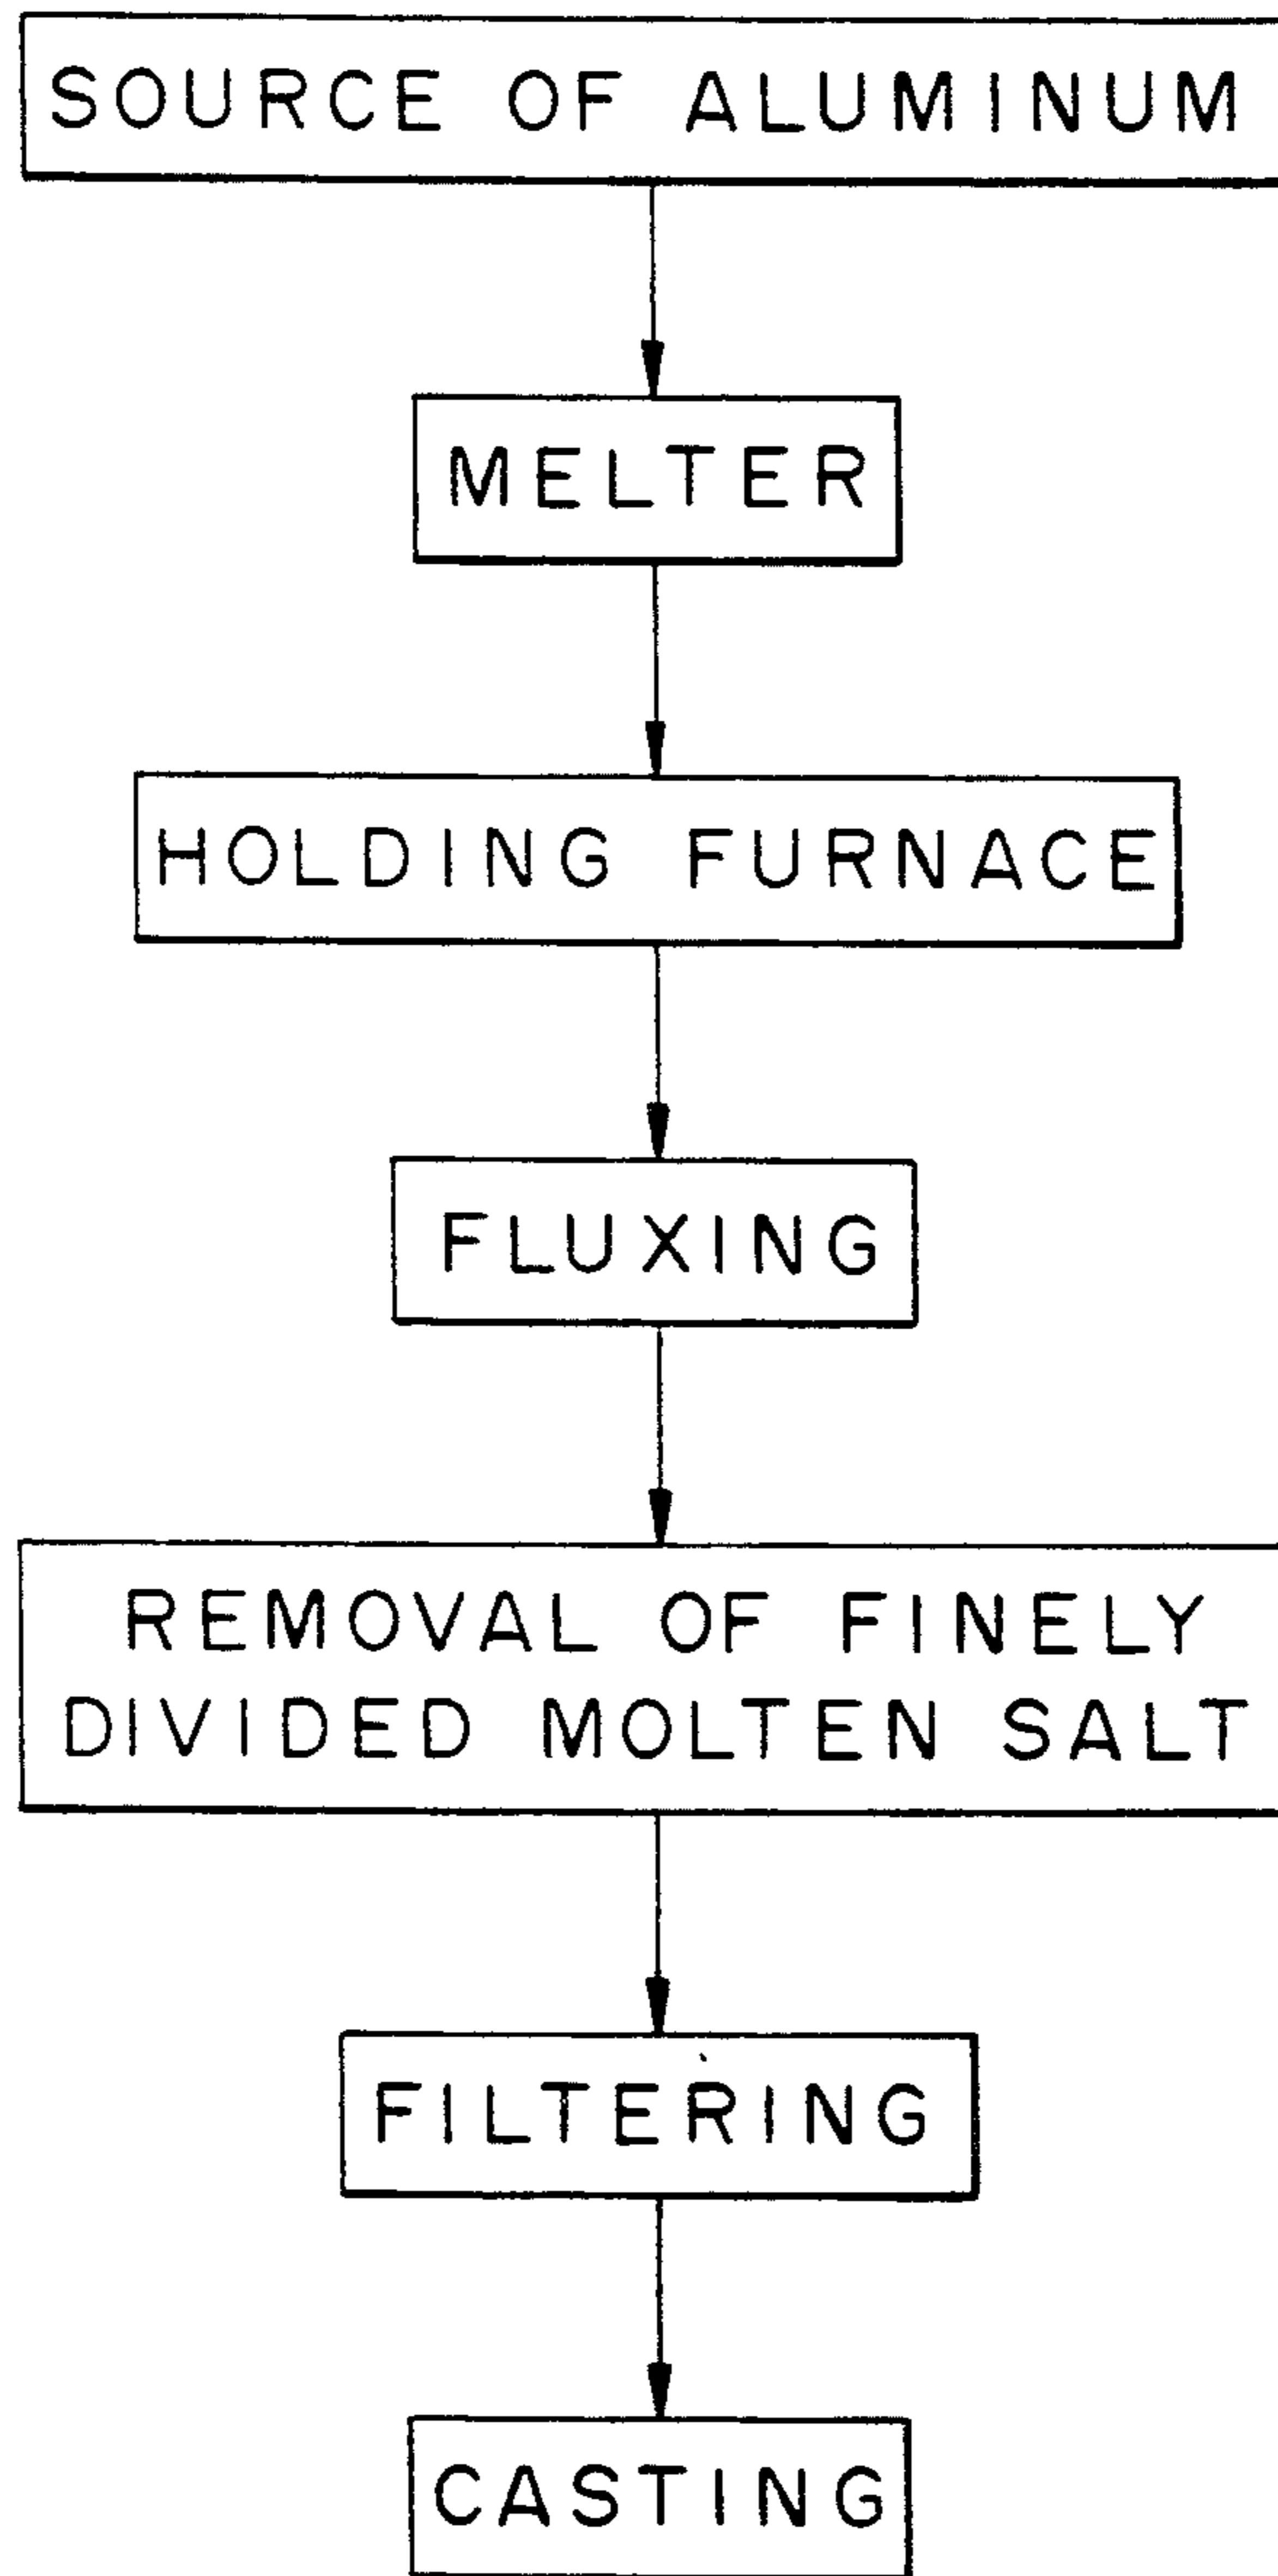 SOURCE OF ALUMINUM
MELTER
HOLDING FURNACE
FLUXING
REMOVAL OF FINELY
DIVIDED MOLTEN SALT
FILTERING
CASTING